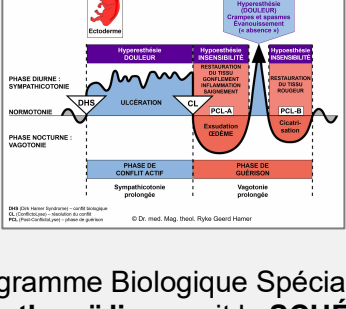 Ectoderme
Hyperesthésie
(DOULEUR)
Crampes et spasmes
Évanouissement
(« absence »)
Hyperesthésie
DOULEUR
Hypoesthésie
INSENSIBILITÉ
Hypoesthésie
INSENSIBILITÉ
PHASE DIURNE :
SYMPATHICOTONIE
RESTAURATION
DU TISSU
GONFLEMENT
INFLAMMATION
SAIGNEMENT
RESTAURATION
DU TISSU
ROUGEUR
DHS
ULCÉRATION
CL
PCL-A
PCL-B
NORMOTONIE
Exsudation
ŒDÈME
Cicatri-
sation
PHASE NOCTURNE :
VAGOTONIE
PHASE DE
CONFLIT ACTIF
PHASE DE
GUÉRISON
Sympathicotonie
prolongée
Vagotonie
prolongée
DHS (Dirk Hamer Syndrome) – conflit biologique
CL (Conflictolyse) – résolution du conflit
PCL (Post-Conflictolyse) – phase de guérison
© Dr. med. Mag. theol. Ryke Geerd Hamer
gramme Biologique Spécia